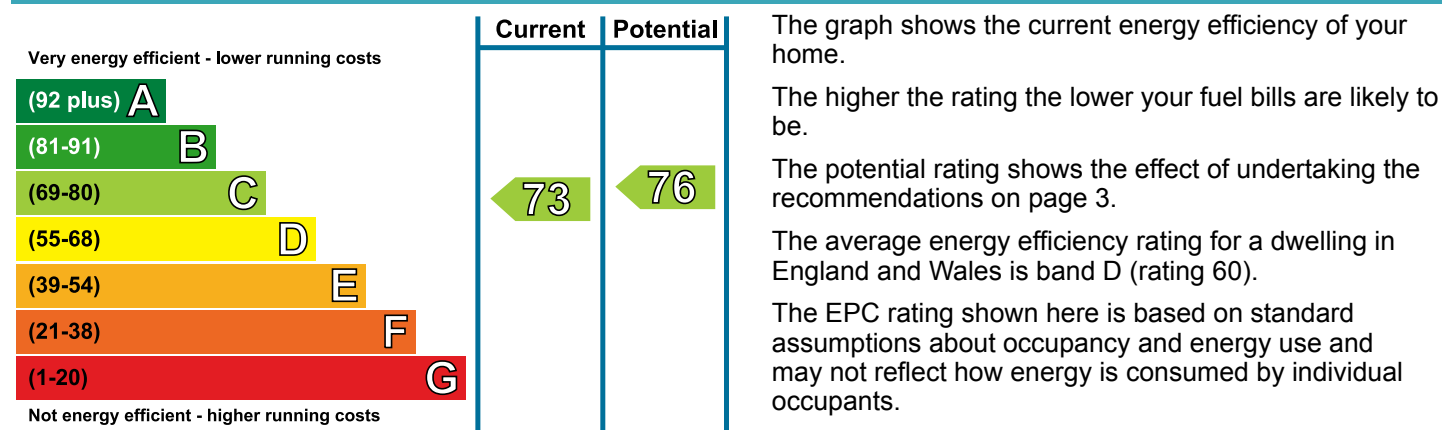 Current Potential
Very energy efficient - lower running costs
(92 plus) A
(81-91) B
(69-80) C
(55-68) D
(39-54) E
(21-38) F
(1-20) G
Not energy efficient - higher running costs
73
76
The graph shows the current energy efficiency of your
home.
The higher the rating the lower your fuel bills are likely to
be.
The potential rating shows the effect of undertaking the
recommendations on page 3.
The average energy efficiency rating for a dwelling in
England and Wales is band D (rating 60).
The EPC rating shown here is based on standard
assumptions about occupancy and energy use and
may not reflect how energy is consumed by individual
occupants.